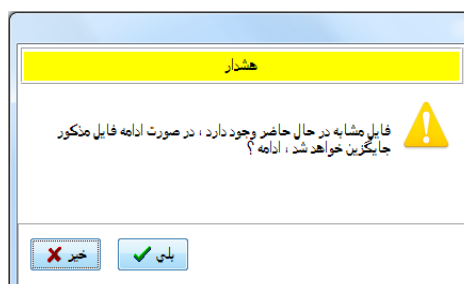 هشدار
فایل مشابه در حال حاضر وجود دارد ، در صورت ادامه فایل مذکور
جایگزین خواهد شد ، ادامه ؟
بلی
خیر